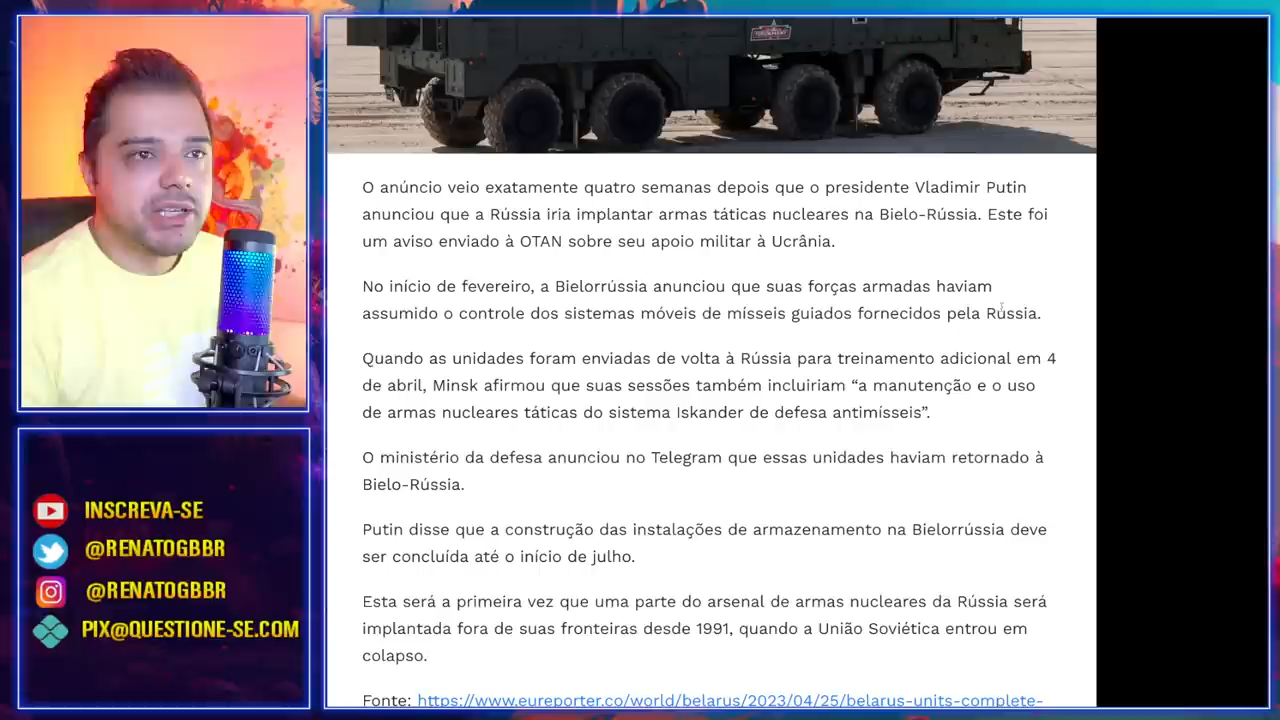 O anúncio veio exatamente quatro semanas depois que o presidente Vladimir Putin
anunciou que a Rússia iria implantar armas táticas nucleares na Bielo-Rússia. Este foi
um aviso enviado à OTAN sobre seu apoio militar à Ucrânia.
No início de fevereiro, a Bielorrússia anunciou que suas forças armadas haviam
assumido o controle dos sistemas móveis de mísseis guiados fornecidos pela Rússia.
Quando as unidades foram enviadas de volta à Rússia para treinamento adicional em 4
de abril, Minsk afirmou que suas sessões também incluiriam “a manutenção e o uso
de armas nucleares táticas do sistema Iskander de defesa antimísseis”.
O ministério da defesa anunciou no Telegram que essas unidades haviam retornado à
Bielo-Rússia.
Putin disse que a construção das instalações de armazenamento na Bielorrússia deve
ser concluída até o início de julho.
Esta será a primeira vez que uma parte do arsenal de armas nucleares da Rússia será
implantada fora de suas fronteiras desde 1991, quando a União Soviética entrou em
colapso.
Fonte: https://www.eureporter.co/world/belarus/2023/04/25/belarus-units-complete-
INSCREVA-SE
@RENATOGBBR
@RENATOGBBR
PIX@QUESTIONE-SE.COM